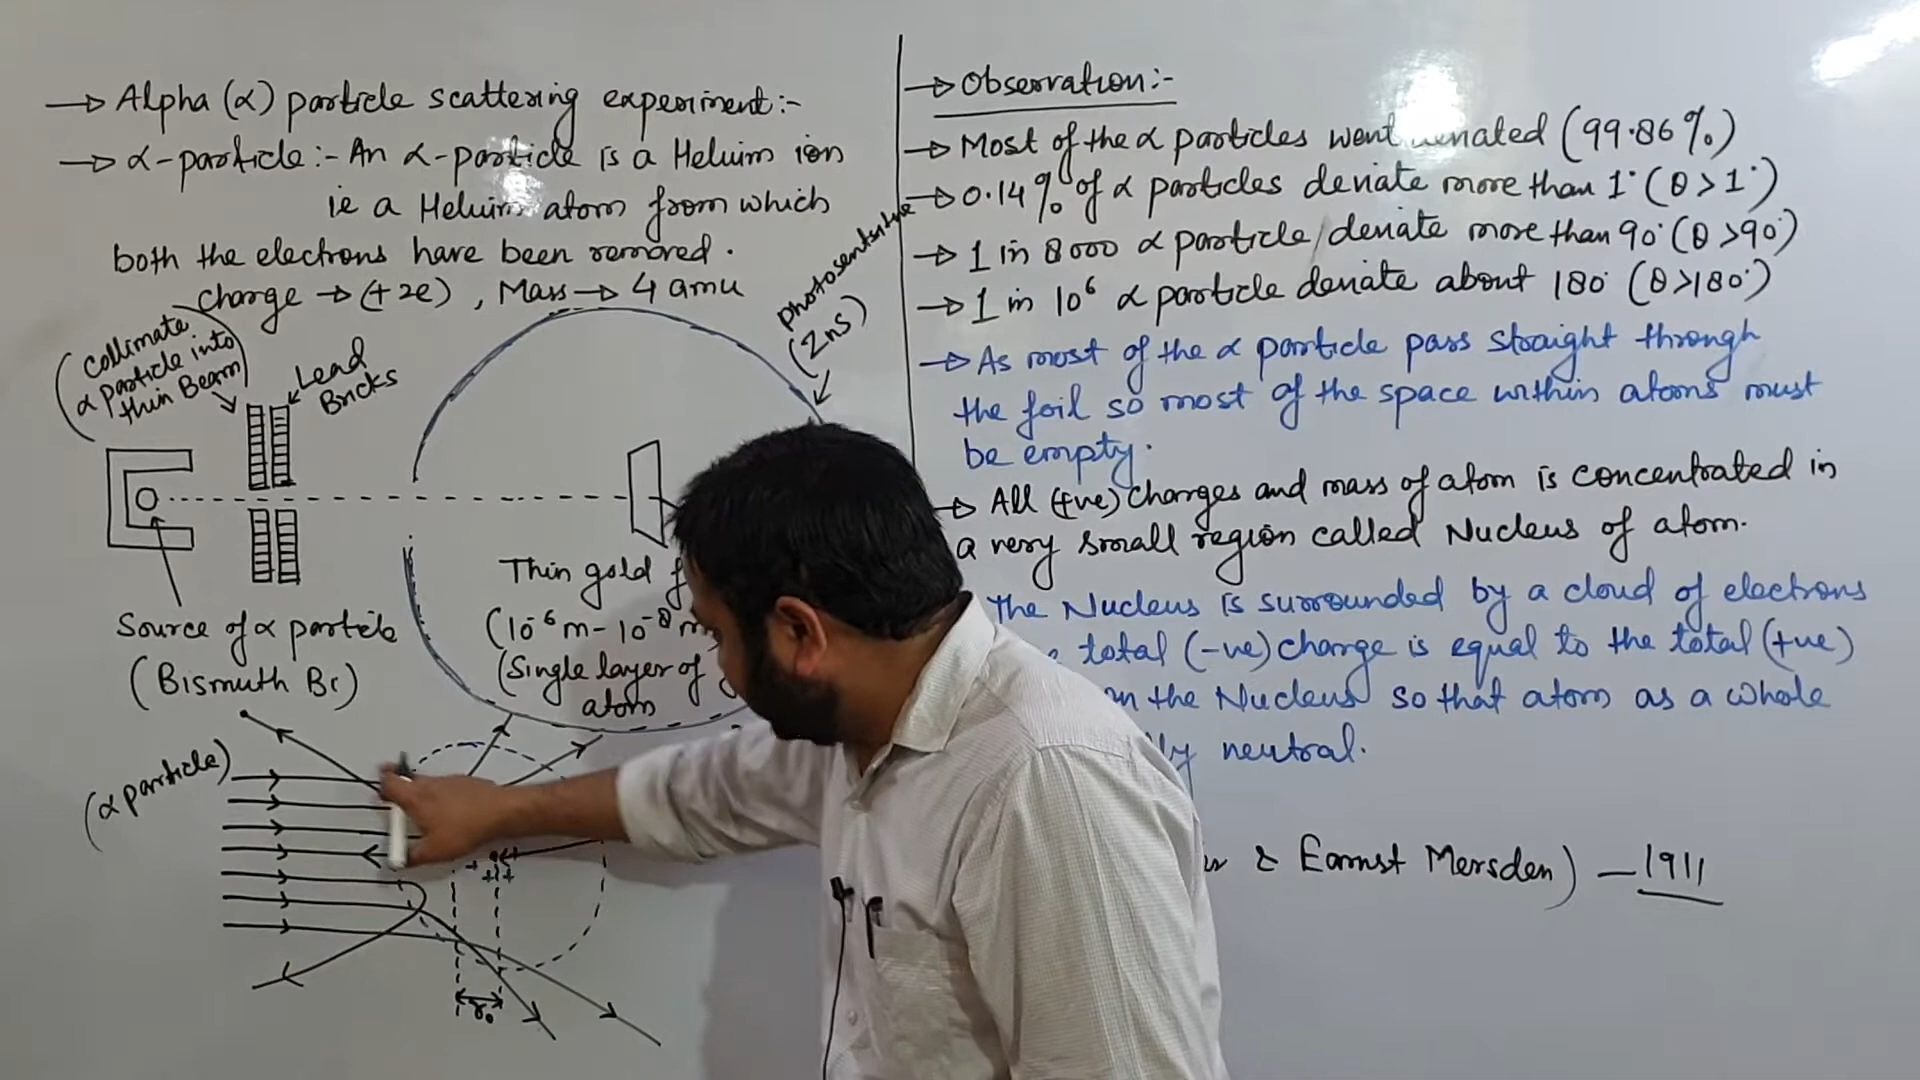 → Alpha (α) particle scattering experiment:-
→ α-particle:- An α-particle is a Heluim ion
ie a Heluim atom from which
both the electrons have been removed.
charge → (+2e), Mass → 4 amu
(collimate
α particle into
thin Beam)
Lead
Bricks
photosensitive
(ZnS)
Thin gold
(10⁻⁶m - 10⁻⁸m
(Single layer of
atom
Source of α particle
(Bismuth Bi)
(α particle)
+ +
+ +
r₀
→ Observation:-
→ Most of the α particles went (99.86%)
→ 0.14% of α particles deviate more than 1° (θ > 1°)
→ 1 in 8000 α particle deviate more than 90° (θ > 90°)
→ 1 in 10⁶ α particle deviate about 180° (θ > 180°)
→ As most of the α particle pass straight through
the foil so most of the space within atoms must
be empty.
→ All (+ve) charges and mass of atom is concentrated in
a very small region called Nucleus of atom.
The Nucleus is surrounded by a cloud of electrons
total (-ve) charge is equal to the total (+ve)
on the Nucleus so that atom as a whole
neutral.
& Earnst Mersden) — 1911